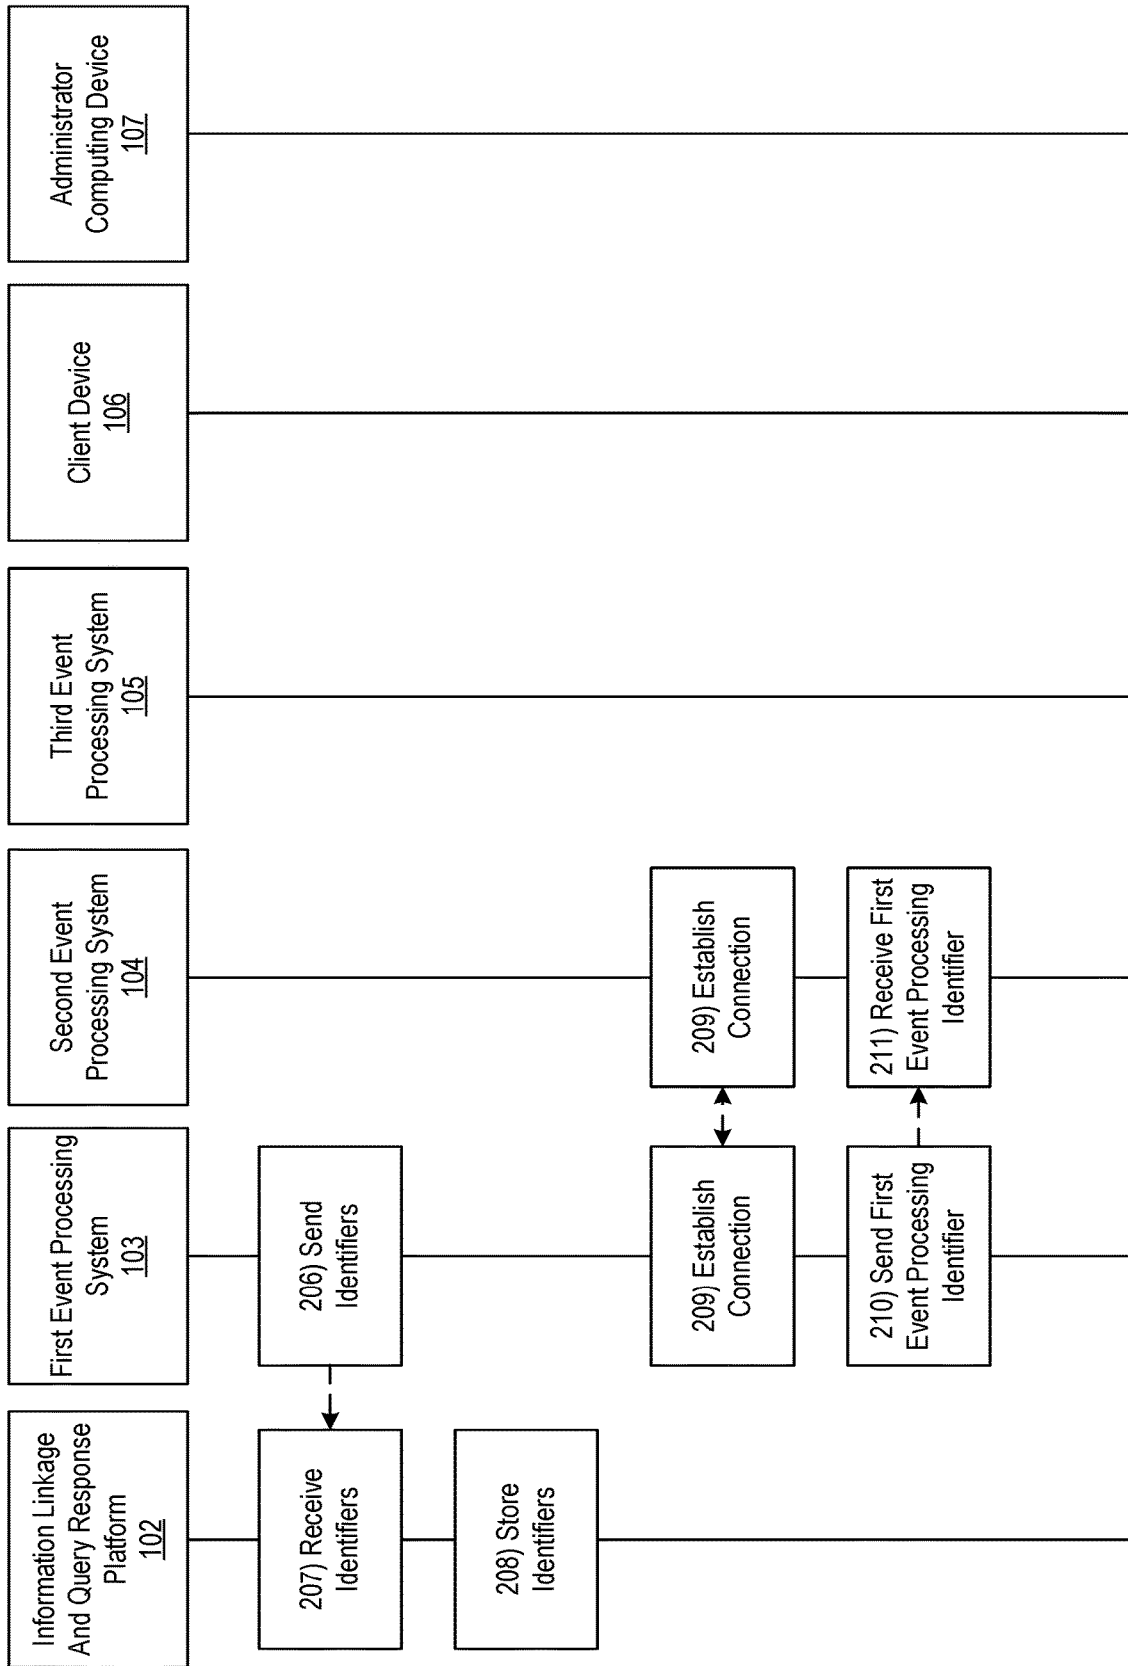 Information Linkage
And Query Response
Platform
102
First Event Processing
System
103
Second Event
Processing System
104
Third Event
Processing System
105
Client Device
106
Administrator
Computing Device
107
206) Send
Identifiers
207) Receive
Identifiers
208) Store
Identifiers
209) Establish
Connection
209) Establish
Connection
210) Send First
Event Processing
Identifier
211) Receive First
Event Processing
Identifier